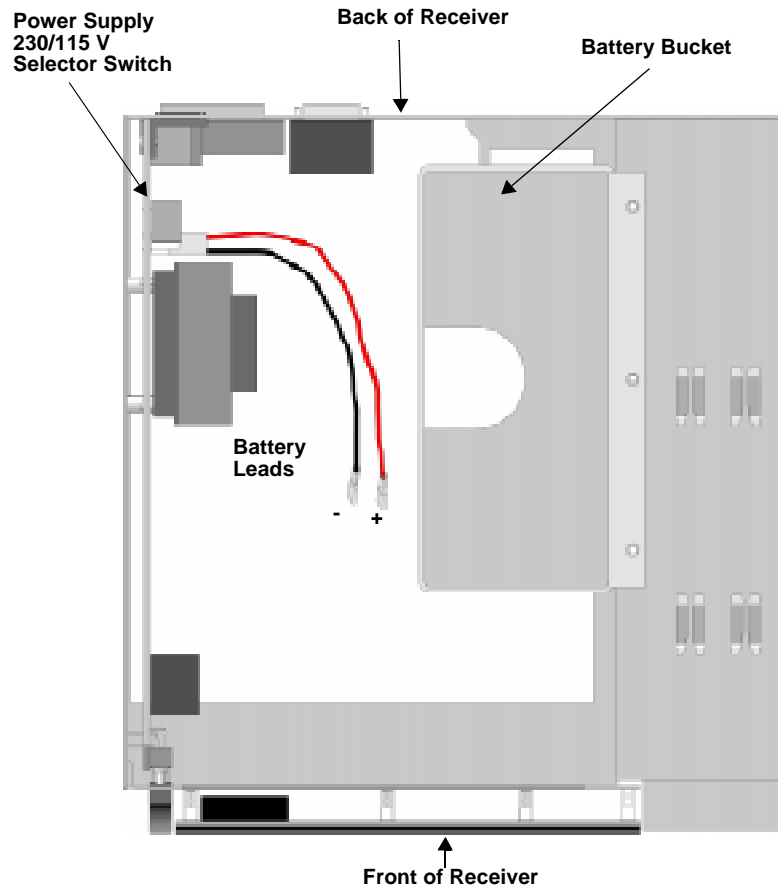 Power Supply
230/115 V
Selector Switch
Back of Receiver
Battery Bucket
Battery
Leads
- +
Front of Receiver